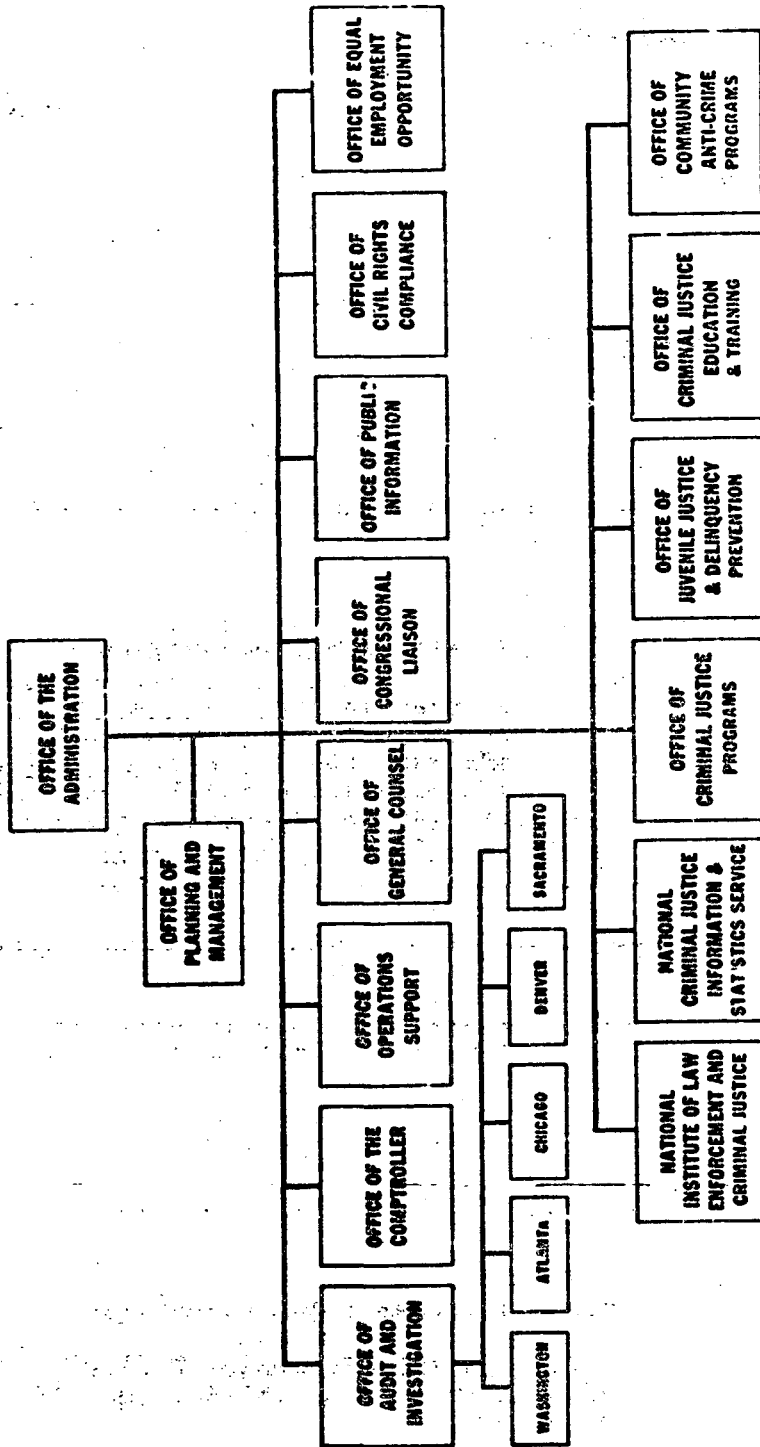 OFFICE OF THE
ADMINISTRATION
OFFICE OF
PLANNING AND
MANAGEMENT
OFFICE OF
AUDIT AND
INVESTIGATION
OFFICE OF THE
COMPTROLLER
OFFICE OF
OPERATIONS
SUPPORT
OFFICE OF
GENERAL COUNSEL
OFFICE OF
CONGRESSIONAL
LIAISON
OFFICE OF PUBLIC
INFORMATION
OFFICE OF
CIVIL RIGHTS
COMPLIANCE
OFFICE OF EQUAL
EMPLOYMENT
OPPORTUNITY
WASHINGTON
ATLANTA
CHICAGO
DENVER
SACRAMENTO
NATIONAL
INSTITUTE OF LAW
ENFORCEMENT AND
CRIMINAL JUSTICE
NATIONAL
CRIMINAL JUSTICE
INFORMATION &
STATISTICS SERVICE
OFFICE OF
CRIMINAL JUSTICE
PROGRAMS
OFFICE OF
JUVENILE JUSTICE
& DELINQUENCY
PREVENTION
OFFICE OF
CRIMINAL JUSTICE
EDUCATION
& TRAINING
OFFICE OF
COMMUNITY
ANTI-CRIME
PROGRAMS